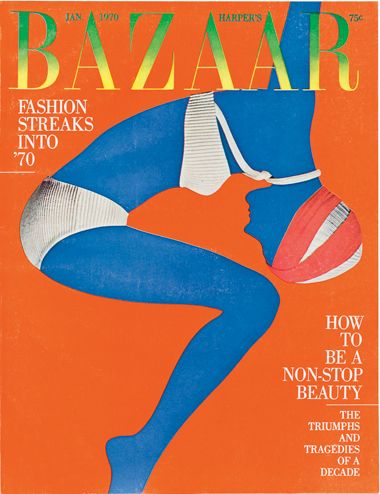 JAN. 1970 HARPER'S 75¢
BAZAAR
FASHION
STREAKS
INTO
'70
HOW
TO
BE A
NON-STOP
BEAUTY
THE
TRIUMPHS
AND
TRAGEDIES
OF A
DECADE